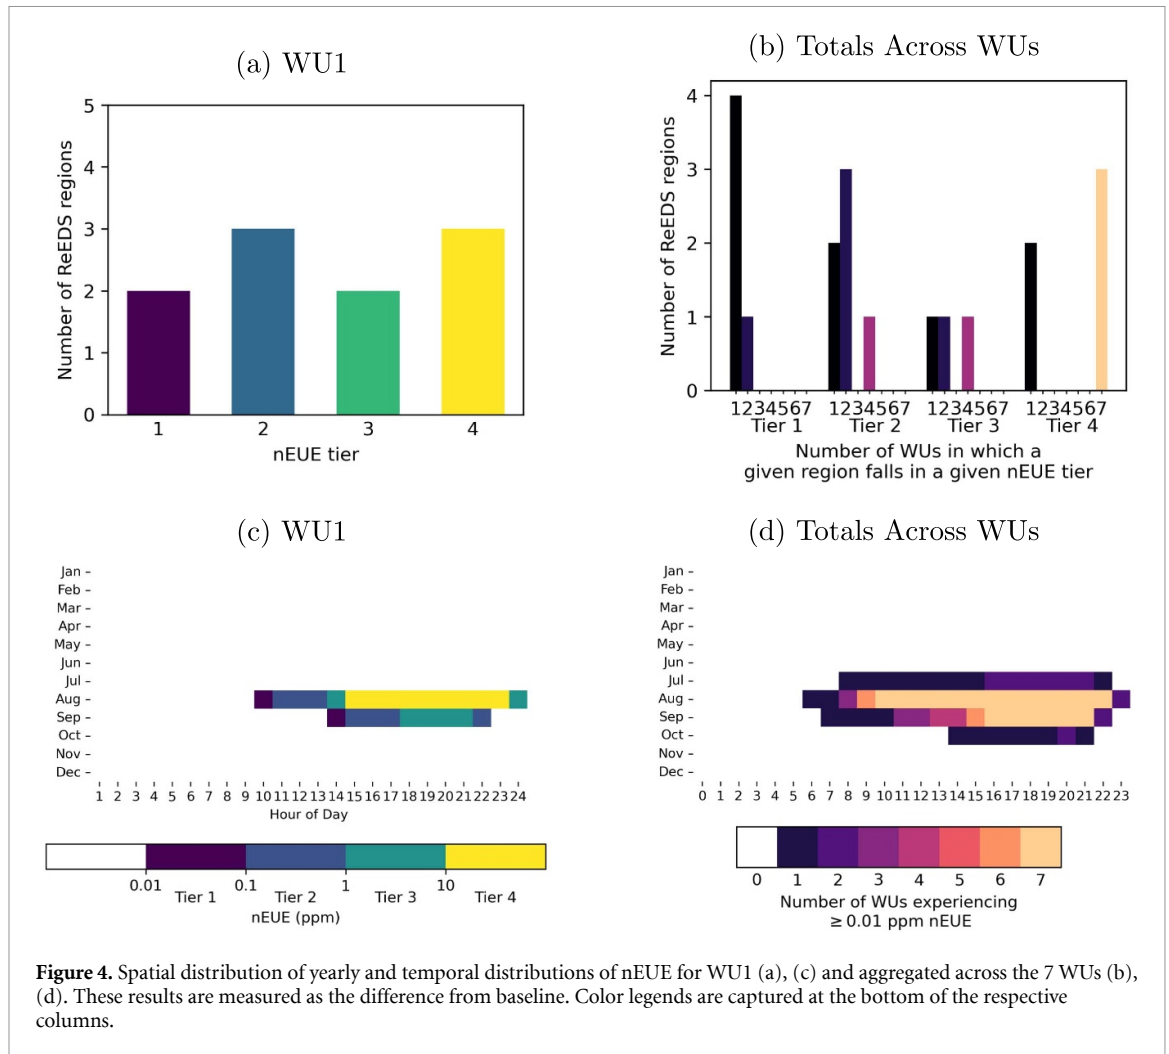 (a) WU1
Number of ReEDS regions
5
4
3
2
1
0
1 2 3 4
nEUE tier
(b) Totals Across WUs
Number of ReEDS regions
4
3
2
1
0
1234567 1234567 1234567 1234567
Tier 1 Tier 2 Tier 3 Tier 4
Number of WUs in which a
given region falls in a given nEUE tier
(c) WU1
Jan
Feb
Mar
Apr
May
Jun
Jul
Aug
Sep
Oct
Nov
Dec
1 2 3 4 5 6 7 8 9 10 11 12 13 14 15 16 17 18 19 20 21 22 23 24
Hour of Day
0.01 0.1 1 10
Tier 1 Tier 2 Tier 3 Tier 4
nEUE (ppm)
(d) Totals Across WUs
Jan
Feb
Mar
Apr
May
Jun
Jul
Aug
Sep
Oct
Nov
Dec
0 1 2 3 4 5 6 7 8 9 10 11 12 13 14 15 16 17 18 19 20 21 22 23
0 1 2 3 4 5 6 7
Number of WUs experiencing
≥ 0.01 ppm nEUE
Figure 4. Spatial distribution of yearly and temporal distributions of nEUE for WU1 (a), (c) and aggregated across the 7 WUs (b),
(d). These results are measured as the difference from baseline. Color legends are captured at the bottom of the respective
columns.